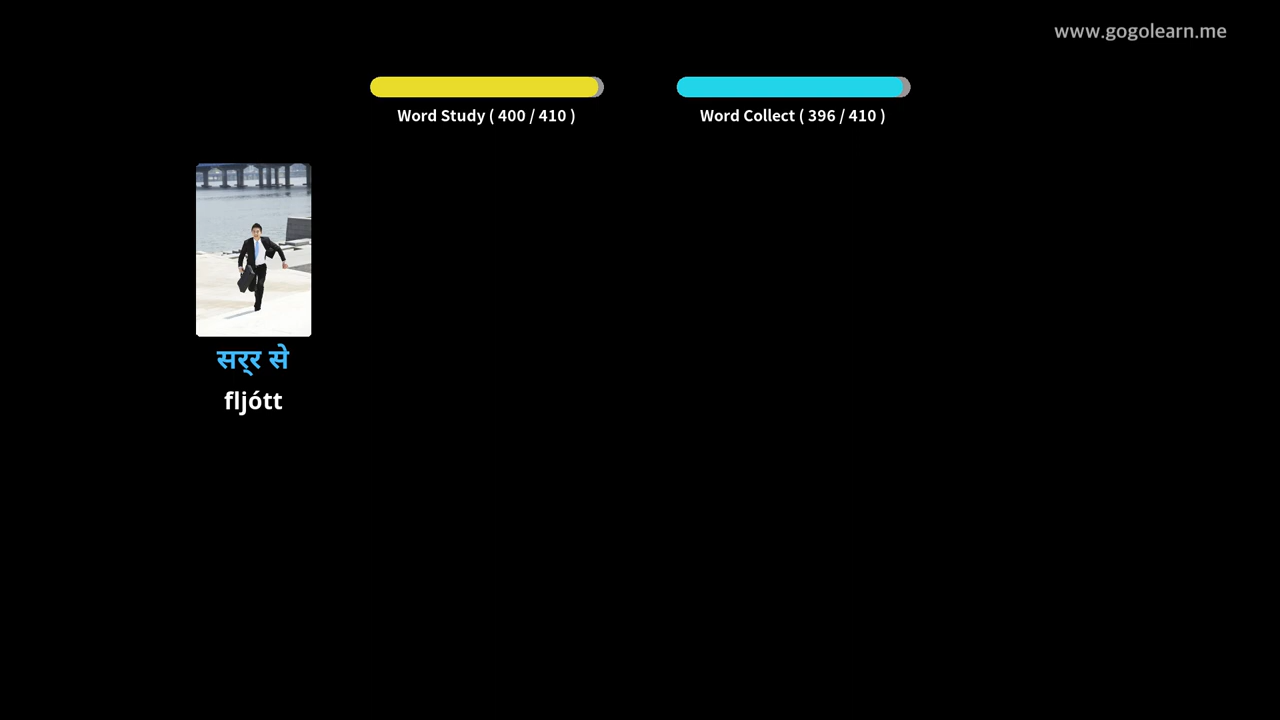 www.gogolearn.me
Word Study ( 400 / 410 )
Word Collect ( 396 / 410 )
सर्र से
fljótt